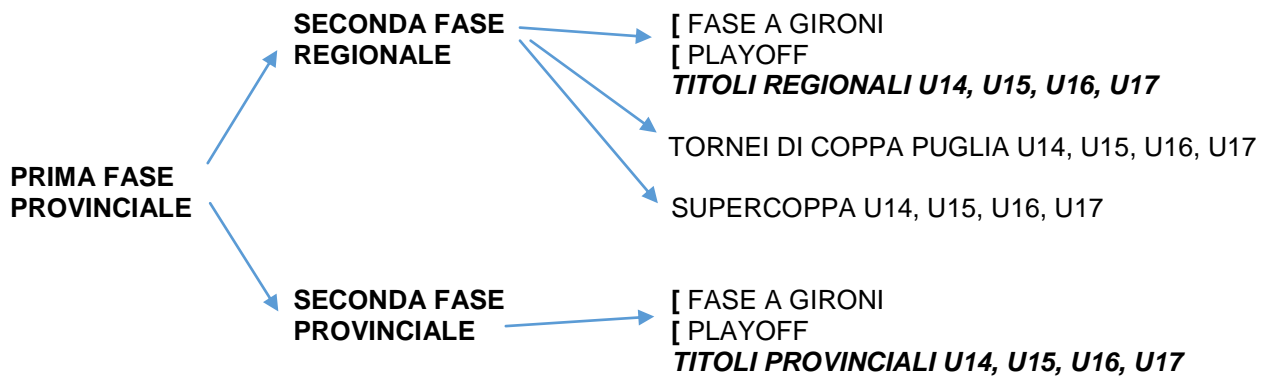 PRIMA FASE
PROVINCIALE
SECONDA FASE
REGIONALE
[ FASE A GIRONI
[ PLAYOFF
TITOLI REGIONALI U14, U15, U16, U17
TORNEI DI COPPA PUGLIA U14, U15, U16, U17
SUPERCOPPA U14, U15, U16, U17
SECONDA FASE
PROVINCIALE
[ FASE A GIRONI
[ PLAYOFF
TITOLI PROVINCIALI U14, U15, U16, U17